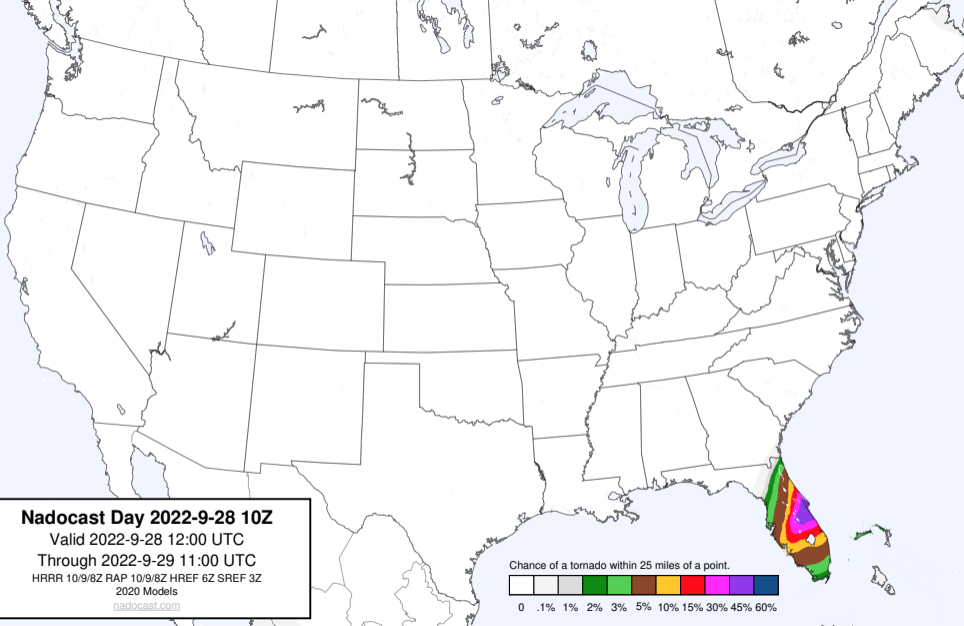 Nadocast Day 2022-9-28 10Z
Valid 2022-9-28 12:00 UTC
Through 2022-9-29 11:00 UTC
HRRR 10/9/8Z RAP 10/9/8Z HREF 6Z SREF 3Z
2020 Models
nadocast.com
Chance of a tornado within 25 miles of a point.
0 .1% 1% 2% 3% 5% 10% 15% 30% 45% 60%